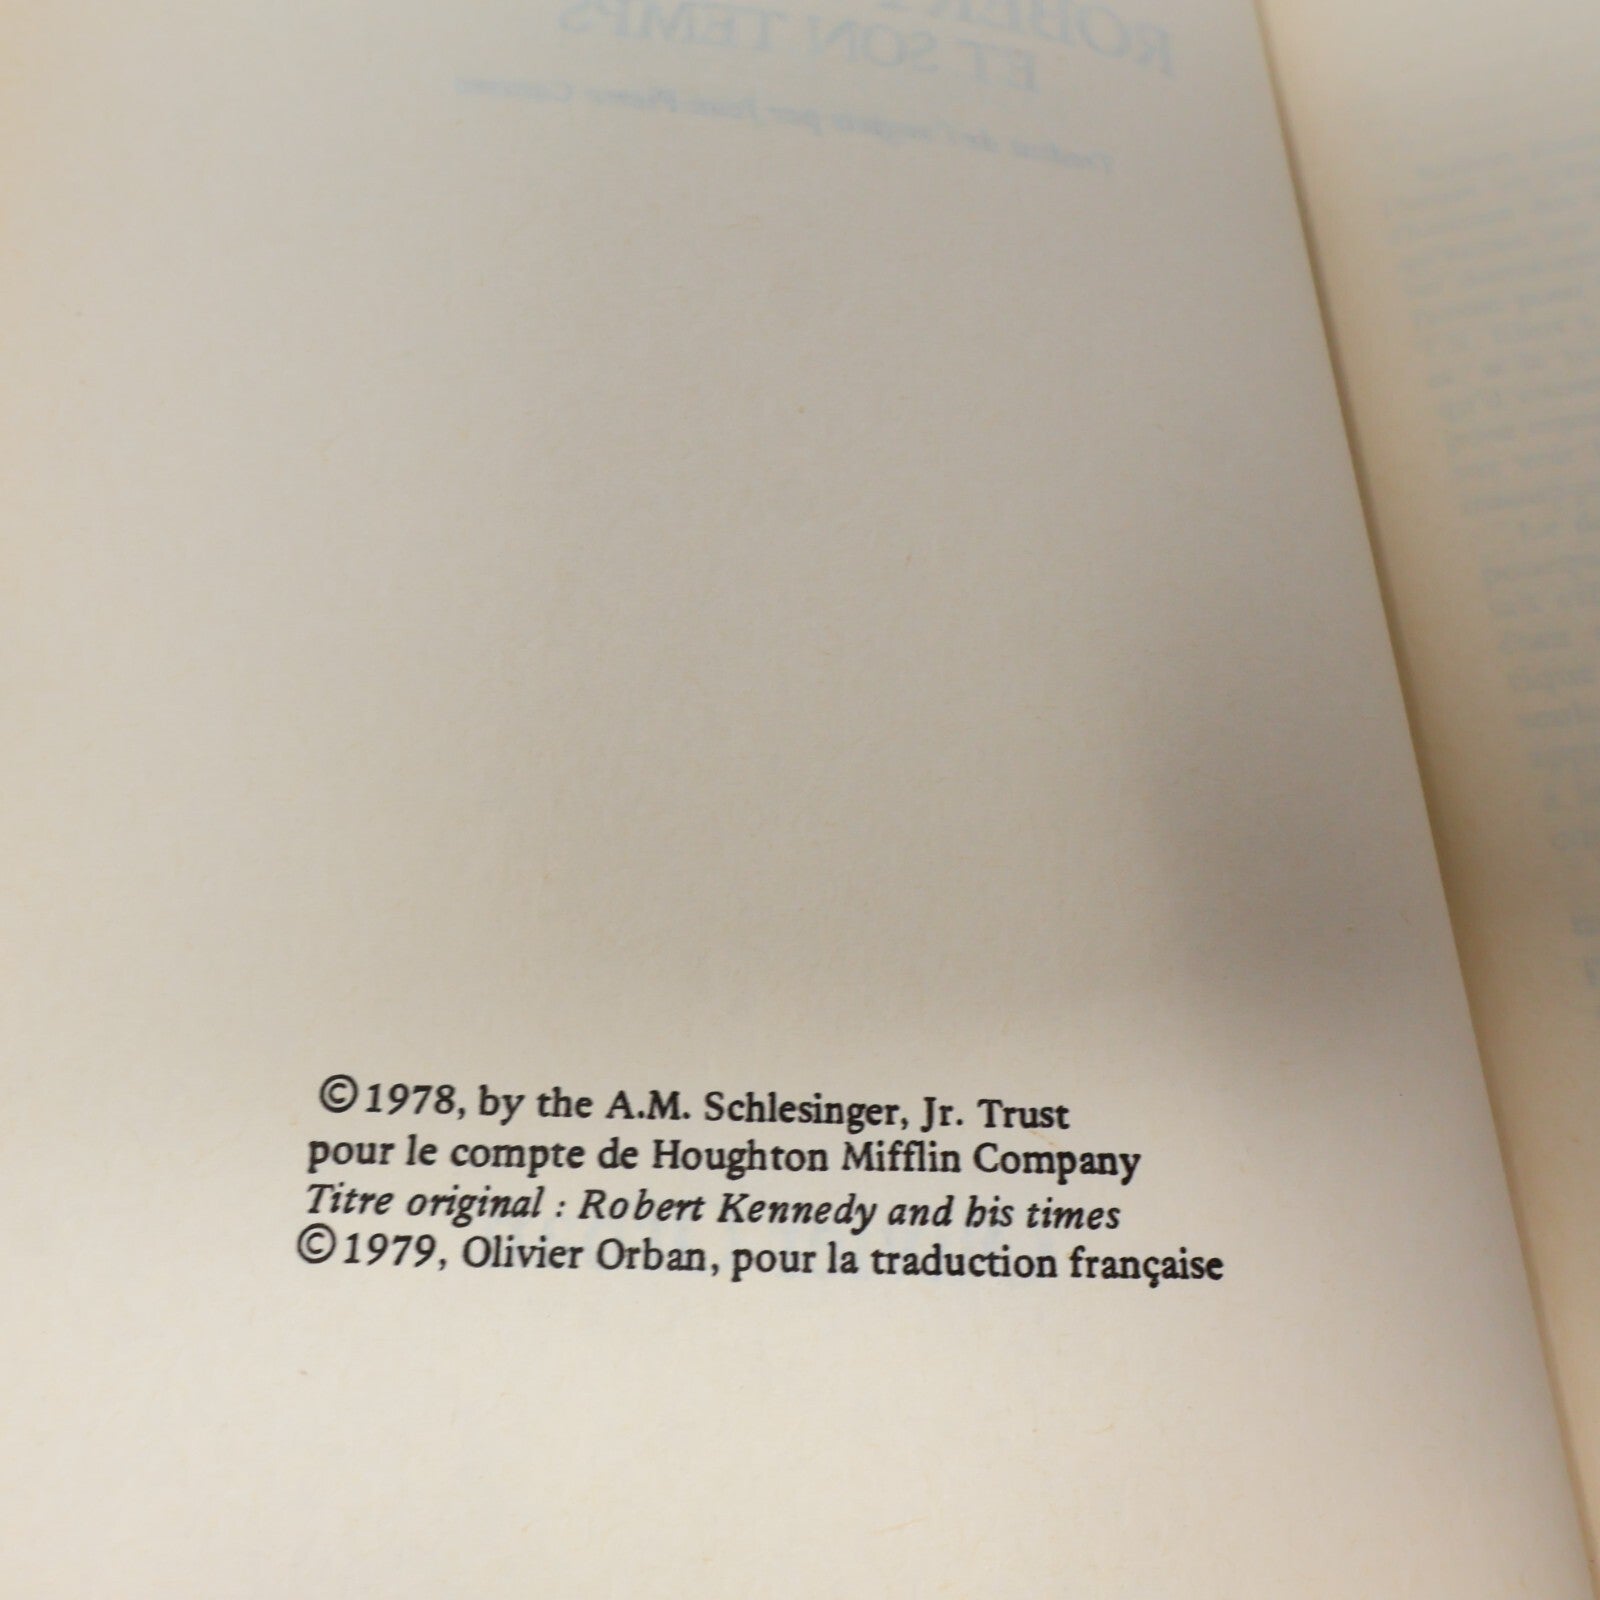 ©1978, by the A.M. Schlesinger, Jr. Trust
pour le compte de Houghton Mifflin Company
Titre original : Robert Kennedy and his times
©1979, Olivier Orban, pour la traduction française